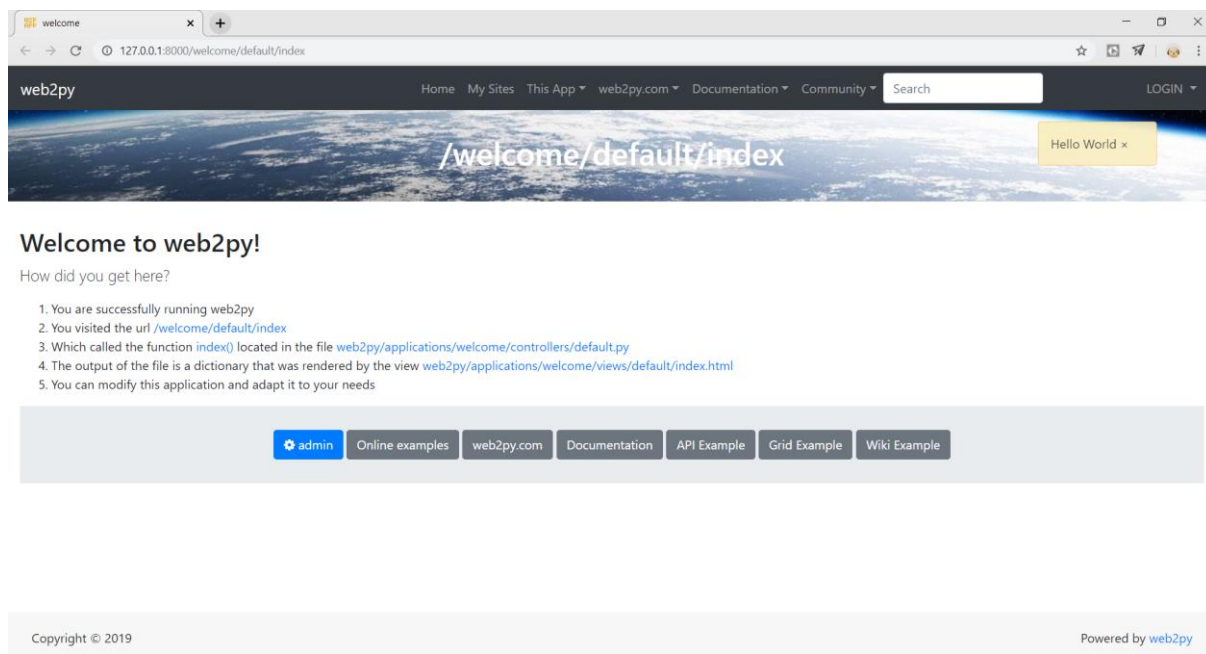 welcome
127.0.0.1:8000/welcome/default/index
web2py Home My Sites This App web2py.com Documentation Community Search LOGIN
/welcome/default/index
Hello World ×
Welcome to web2py!
How did you get here?
1. You are successfully running web2py
2. You visited the url /welcome/default/index
3. Which called the function index() located in the file web2py/applications/welcome/controllers/default.py
4. The output of the file is a dictionary that was rendered by the view web2py/applications/welcome/views/default/index.html
5. You can modify this application and adapt it to your needs
admin Online examples web2py.com Documentation API Example Grid Example Wiki Example
Copyright © 2019 Powered by web2py